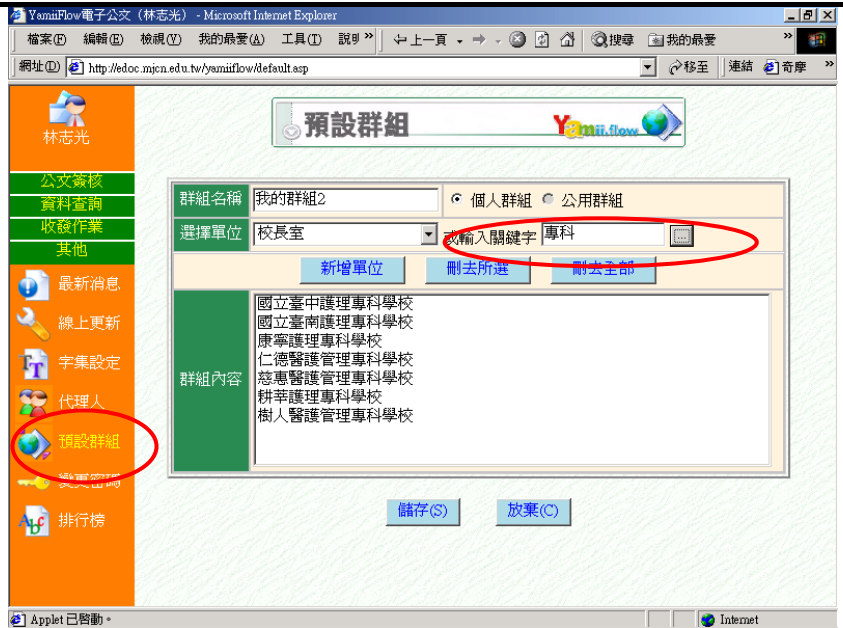 YamiiFlow電子公文（林志光） - Microsoft Internet Explorer
檔案(F) 編輯(E) 檢視(V) 我的最愛(A) 工具(T) 說明 » 上一頁 搜尋 我的最愛 »
網址(D) http://edoc.mjcn.edu.tw/yamiiflow/default.asp 移至 連結 奇摩 »
林志光
預設群組 Yamii.flow
公文簽核
資料查詢
收發作業
其他
最新消息
線上更新
字集設定
代理人
預設群組
變更密碼
排行榜
群組名稱 我的群組2 個人群組 公用群組
選擇單位 校長室 或輸入關鍵字 專科 ...
新增單位 刪去所選 刪去全部
群組內容
國立臺中護理專科學校
國立臺南護理專科學校
康寧護理專科學校
仁德醫護管理專科學校
慈惠醫護管理專科學校
耕莘護理專科學校
樹人醫護管理專科學校
儲存(S) 放棄(C)
Applet 已啟動。 Internet